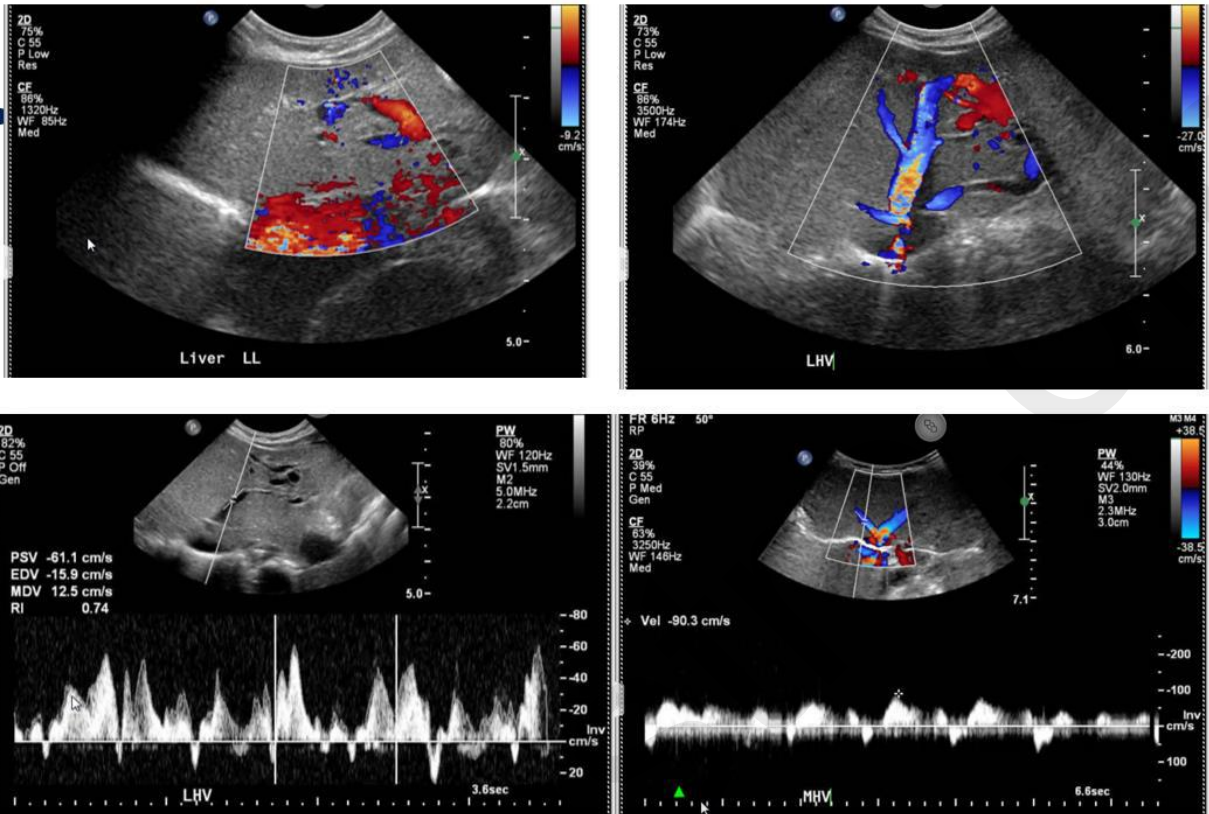 2D
75%
C 55
P Low
Res
CF
86%
1320Hz
WF 85Hz
Med
-9.2
cm/s
x
5.0
Liver LL
2D
73%
C 55
P Low
Res
CF
86%
3500Hz
WF 174Hz
Med
-27.0
cm/s
x
6.0
LHV
2D
82%
C 55
P Off
Gen
PW
80%
WF 120Hz
SV1.5mm
M2
5.0MHz
2.2cm
x
5.0
PSV -61.1 cm/s
EDV -15.9 cm/s
MDV 12.5 cm/s
RI 0.74
-80
-60
-40
-20
Inv
cm/s
-20
3.6sec
LHV
FR 6Hz 50°
RP
2D
39%
C 55
P Med
Gen
CF
63%
3250Hz
WF 146Hz
Med
M3 M4
+38.5
PW
44%
WF 130Hz
SV2.0mm
M3
2.3MHz
3.0cm
-38.5
cm/s
x
7.1
Vel -90.3 cm/s
-200
-100
Inv
cm/s
100
6.6sec
MHV